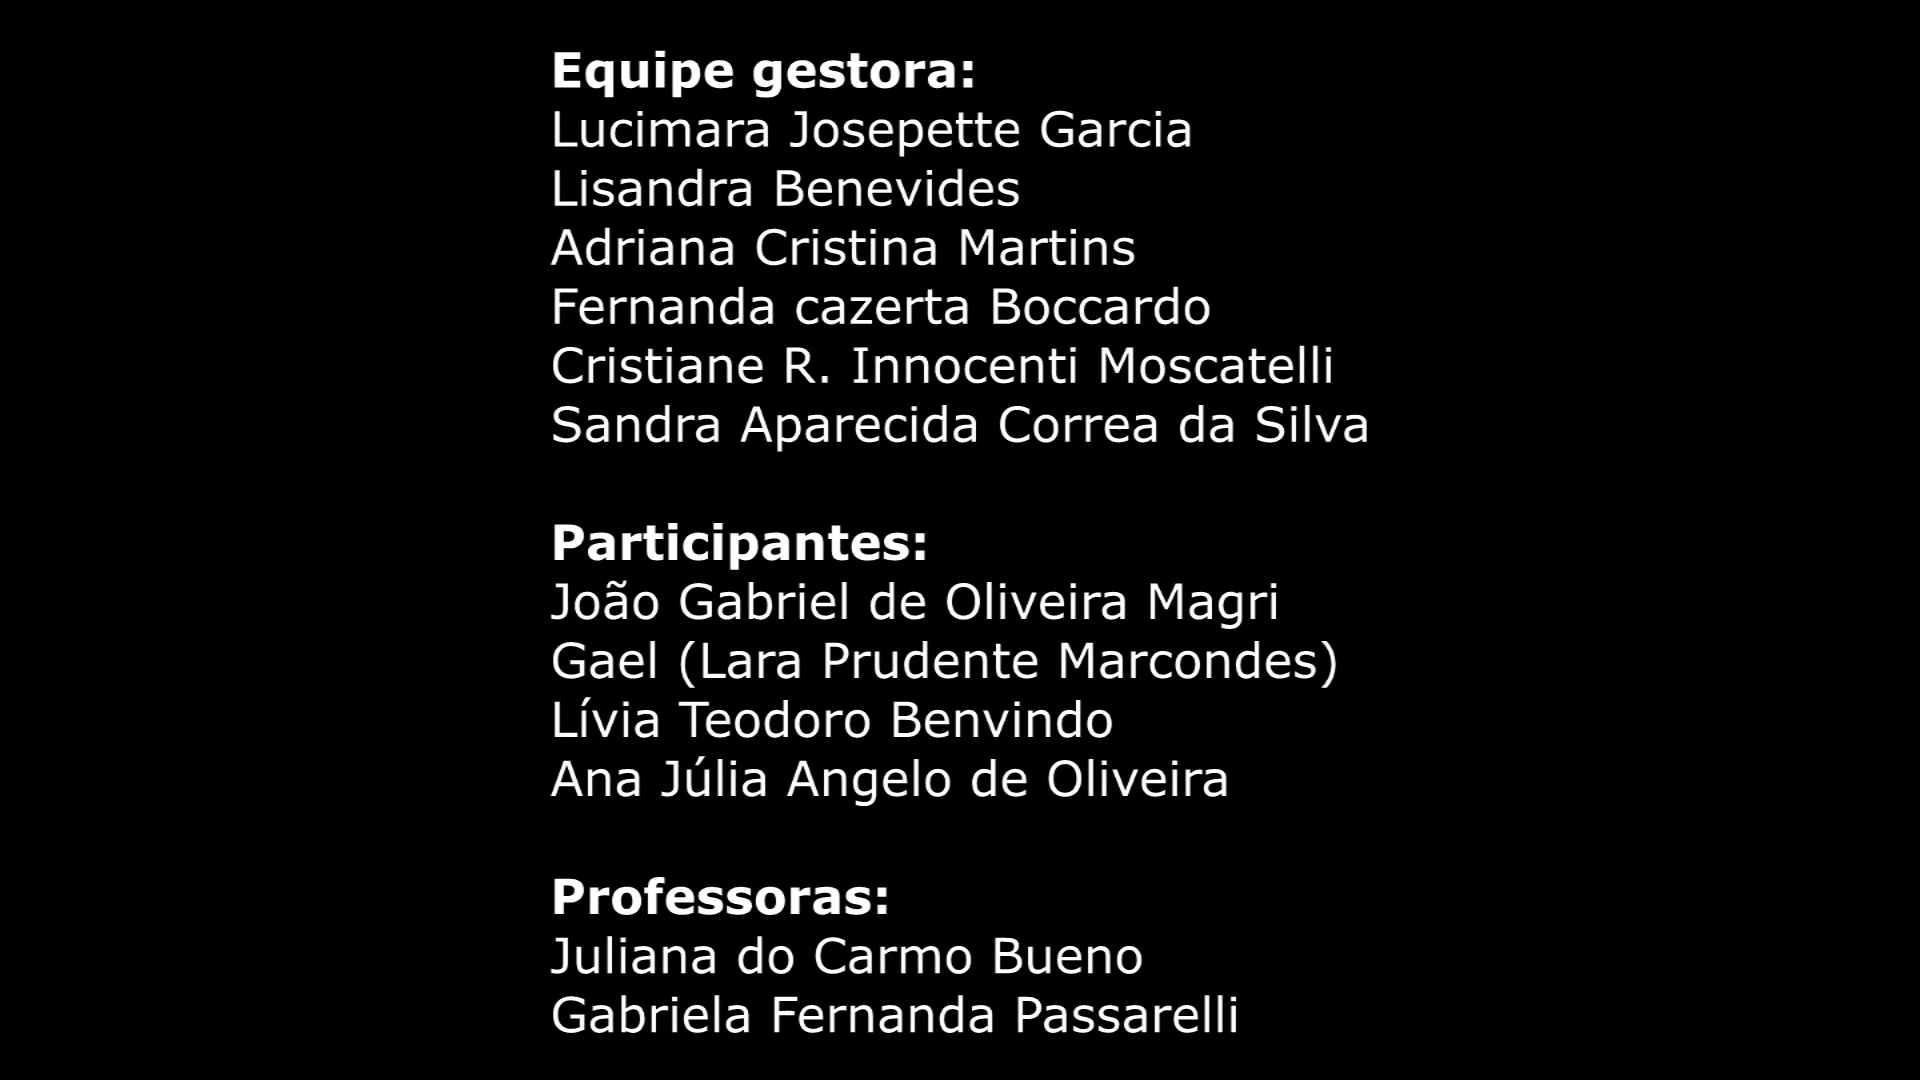 Equipe gestora:
Lucimara Josepette Garcia
Lisandra Benevides
Adriana Cristina Martins
Fernanda cazerta Boccardo
Cristiane R. Innocenti Moscatelli
Sandra Aparecida Correa da Silva
Participantes:
João Gabriel de Oliveira Magri
Gael (Lara Prudente Marcondes)
Lívia Teodoro Benvindo
Ana Júlia Angelo de Oliveira
Professoras:
Juliana do Carmo Bueno
Gabriela Fernanda Passarelli